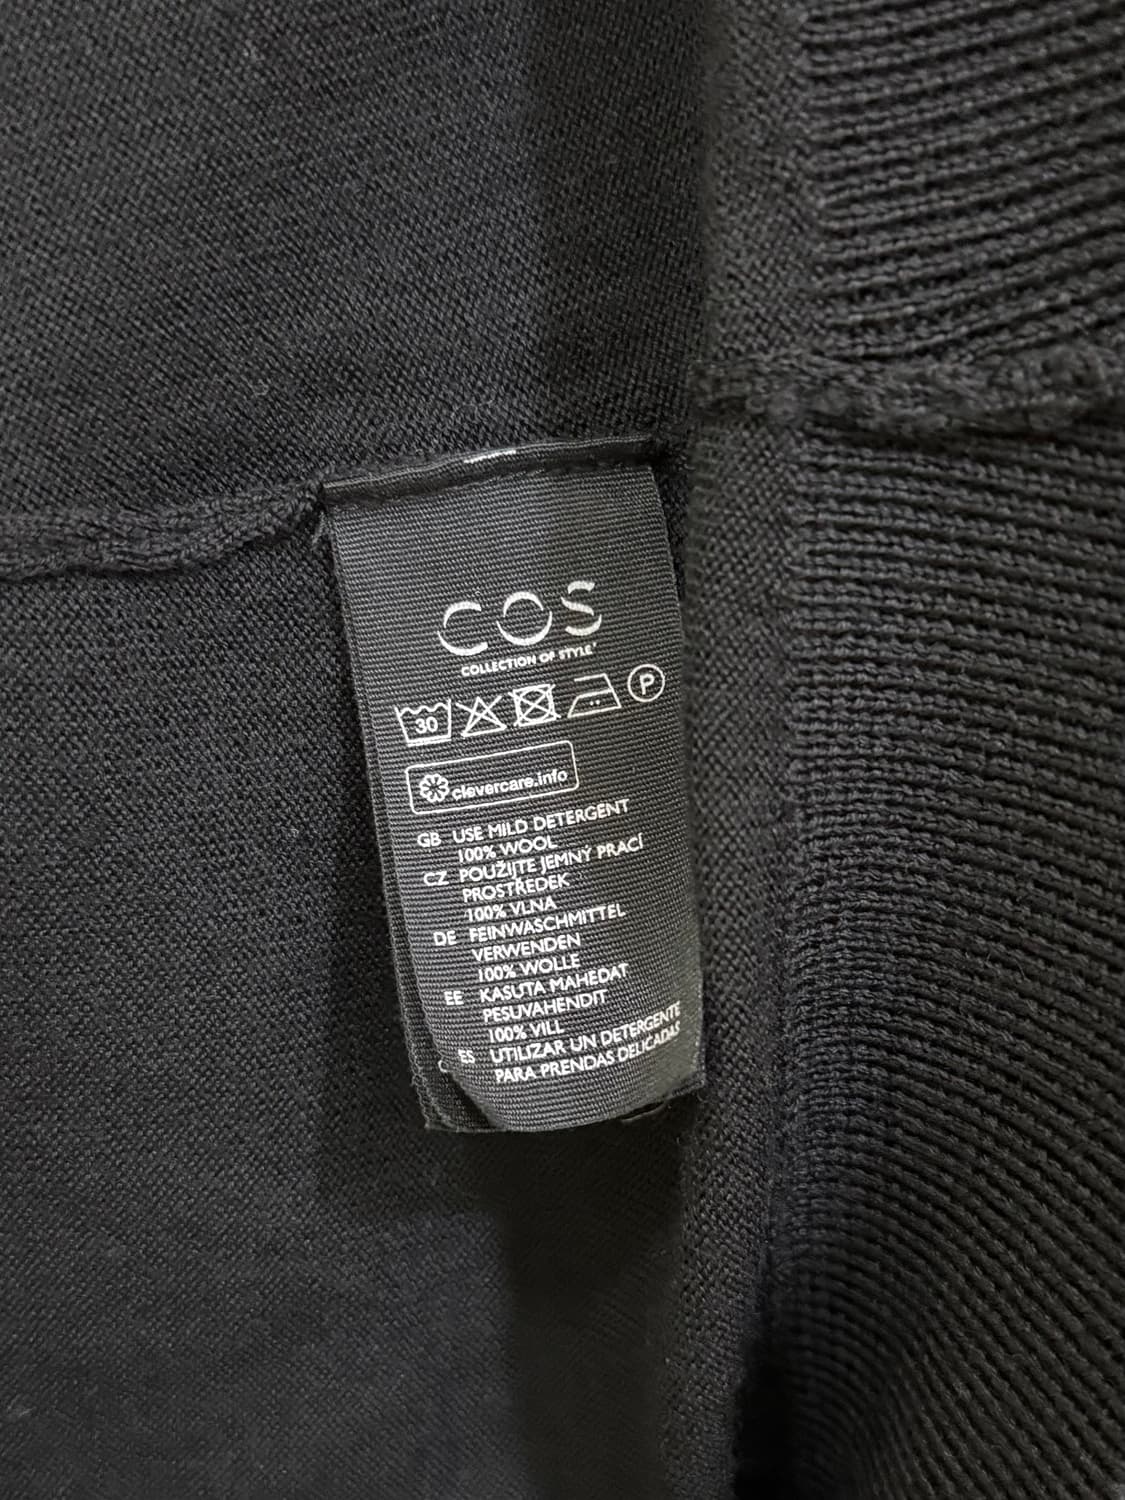 COS
COLLECTION OF STYLE
30
P
clevercare.info
GB USE MILD DETERGENT
100% WOOL
CZ POUŽIJTE JEMNÝ PRACÍ
PROSTŘEDEK
100% VLNA
DE FEINWASCHMITTEL
VERWENDEN
100% WOLLE
EE KASUTA MAHEDAT
PESUVAHENDIT
100% VILL
ES UTILIZAR UN DETERGENTE
PARA PRENDAS DELICADAS